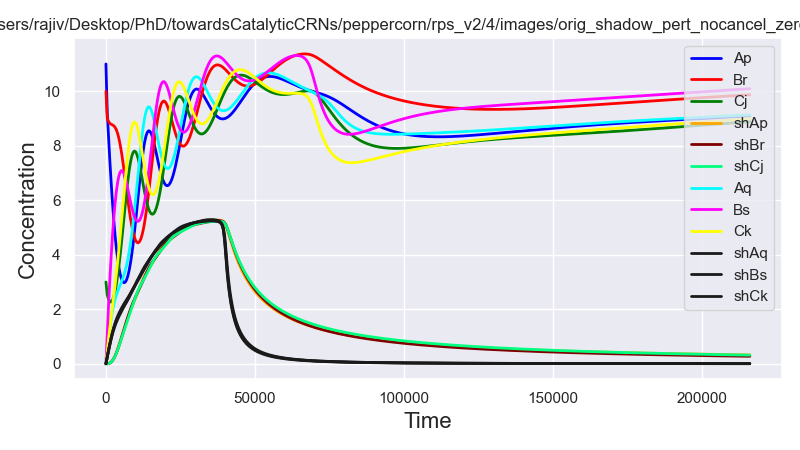 sers/rajiv/Desktop/PhD/towardsCatalyticCRNs/peppercorn/rps_v2/4/images/orig_shadow_pert_nocancel_zero
Concentration
10
8
6
4
2
0
0 50000 100000 150000 200000
Time
Ap
Br
Cj
shAp
shBr
shCj
Aq
Bs
Ck
shAq
shBs
shCk